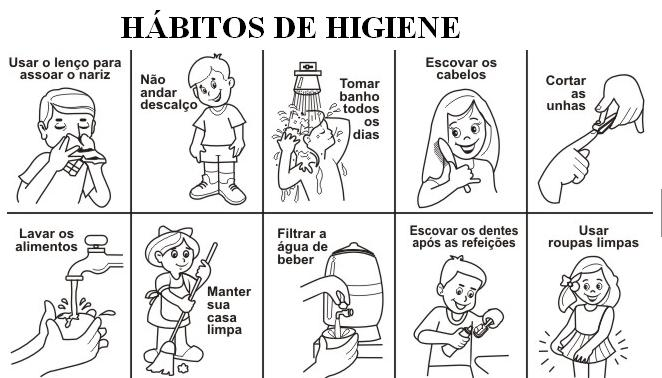 HÁBITOS DE HIGIENE
Usar o lenço para
assoar o nariz
Não
andar
descalço
Tomar
banho
todos
os
dias
Escovar os
cabelos
Cortar
as
unhas
Lavar os
alimentos
Manter
sua
casa
limpa
Filtrar a
água de
beber
Escovar os dentes
após as refeições
Usar
roupas limpas